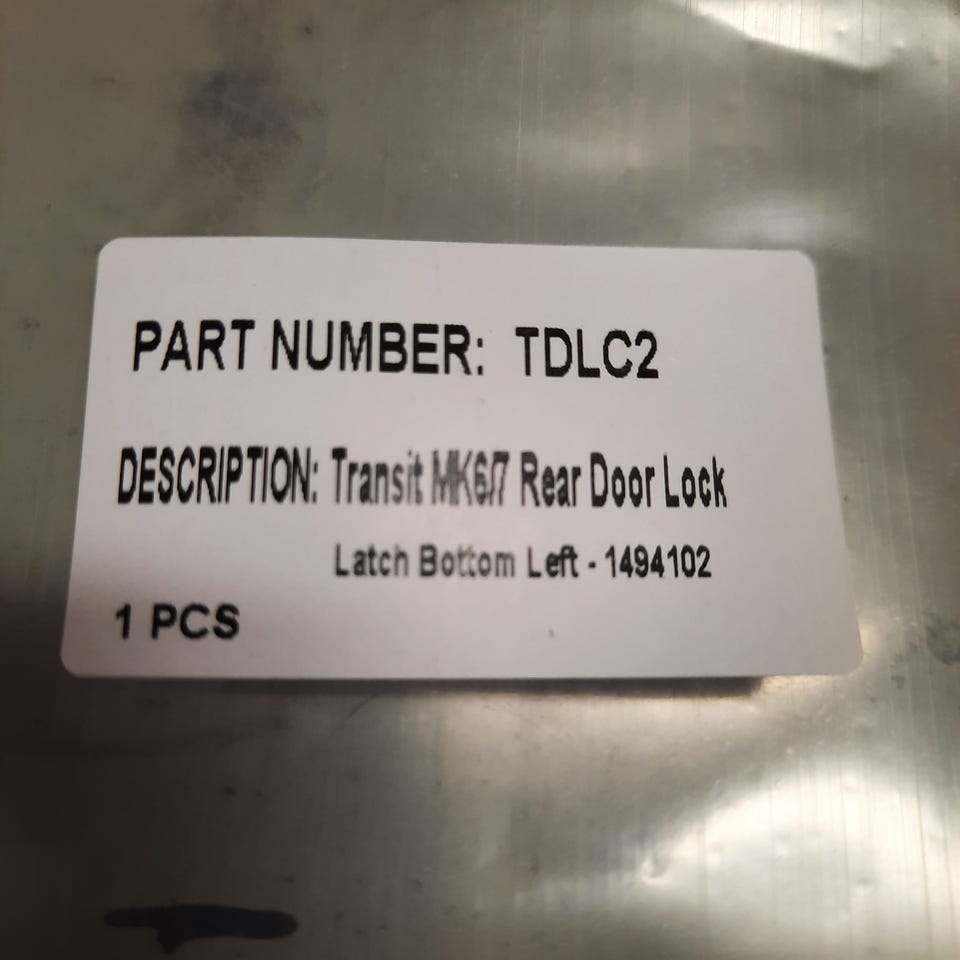 PART NUMBER: TDLC2
DESCRIPTION: Transit MK6/7 Rear Door Lock
Latch Bottom Left - 1494102
1 PCS